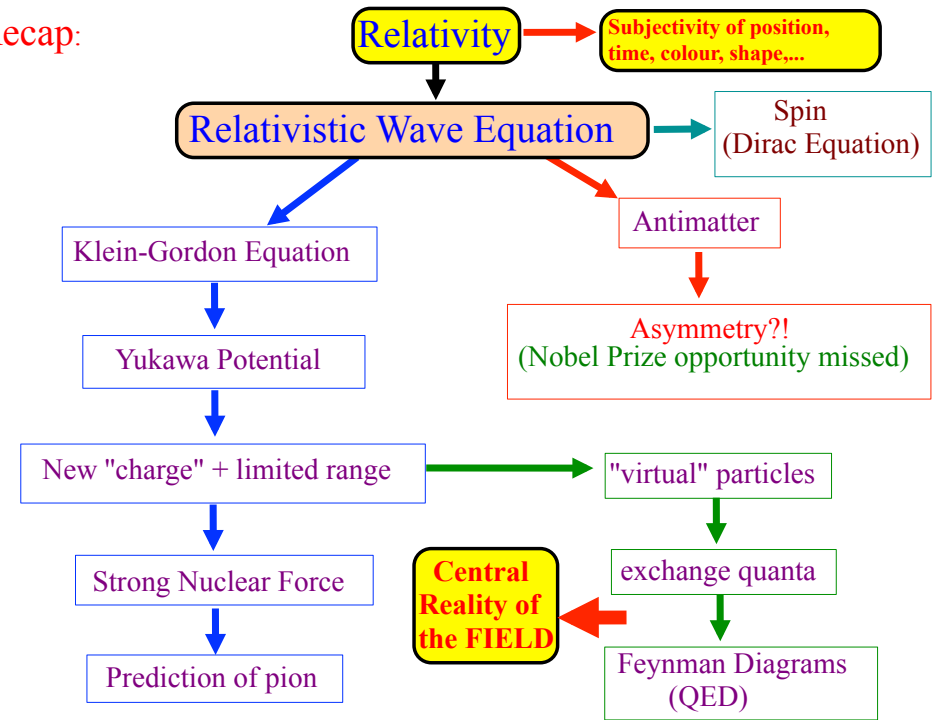 Recap:
Relativity
Subjectivity of position,
time, colour, shape,...
Relativistic Wave Equation
Spin
(Dirac Equation)
Antimatter
Klein-Gordon Equation
Asymmetry?!
(Nobel Prize opportunity missed)
Yukawa Potential
New "charge" + limited range
"virtual" particles
Strong Nuclear Force
Central
Reality of
the FIELD
exchange quanta
Prediction of pion
Feynman Diagrams
(QED)